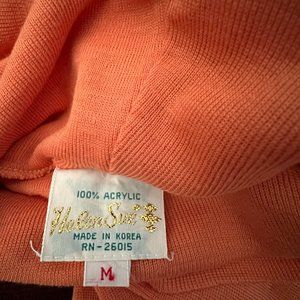 100% ACRYLIC
Helen Sue
MADE IN KOREA
RN-26015
M